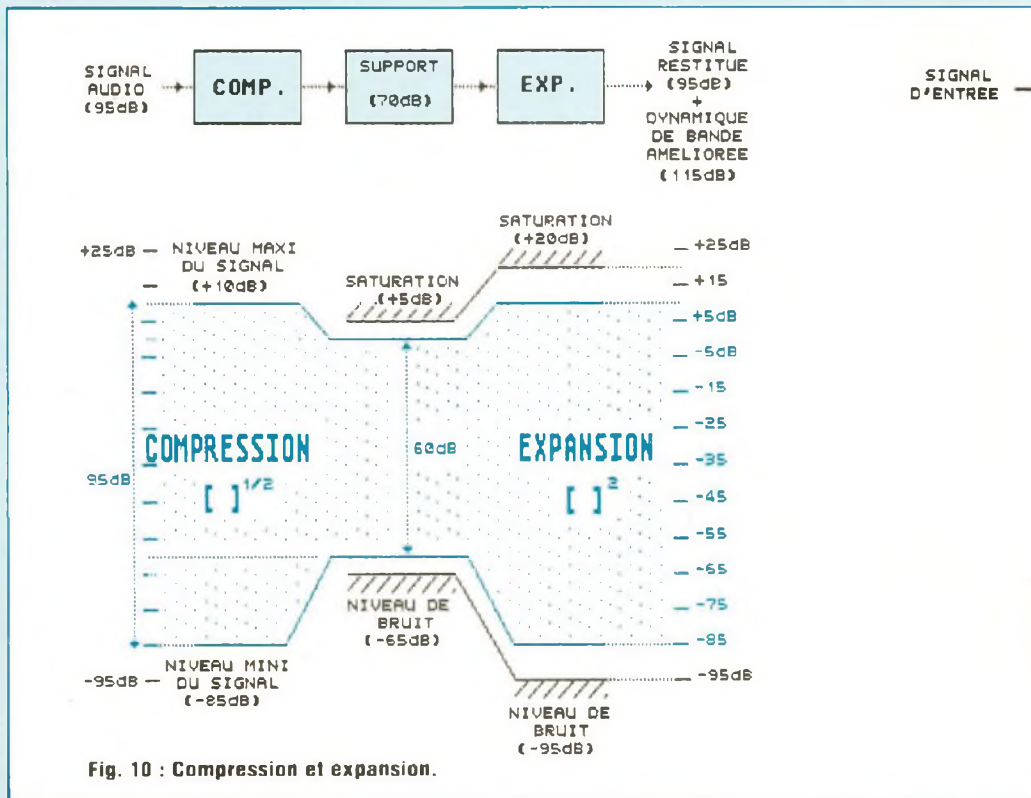 SIGNAL
AUDIO
(95dB)
COMP.
SUPPORT
(70dB)
EXP.
SIGNAL
RESTITUE
(95dB)
+
DYNAMIQUE
DE BANDE
AMELIOREE
(115dB)
SIGNAL
D'ENTREE
+25dB
NIVEAU MAXI
DU SIGNAL
(+10dB)
SATURATION
(+5dB)
SATURATION
(+20dB)
+25dB
+15
+5dB
-5dB
-15
-25
-35
-45
-55
-65
-75
-85
-95dB
95dB
COMPRESSION
[ ]1/2
60dB
EXPANSION
[ ]2
-95dB
NIVEAU MINI
DU SIGNAL
(-85dB)
NIVEAU DE
BRUIT
(-65dB)
NIVEAU DE
BRUIT
(-95dB)
Fig. 10 : Compression et expansion.